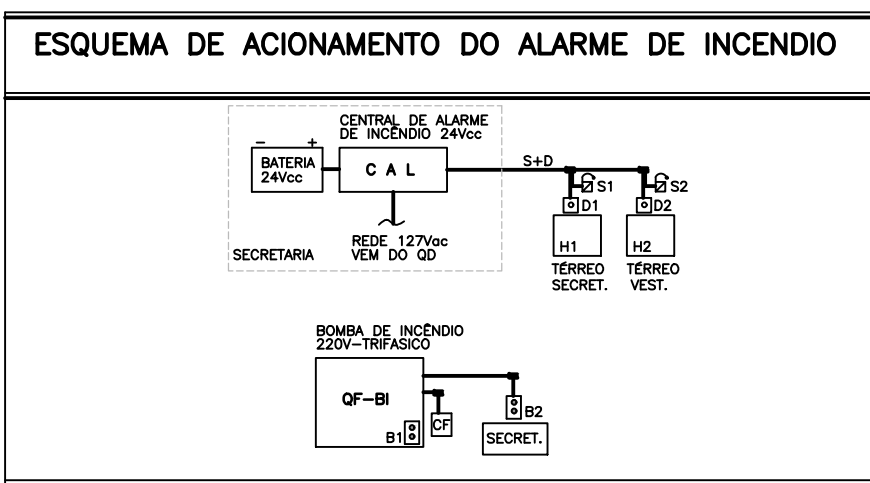 ESQUEMA DE ACIONAMENTO DO ALARME DE INCENDIO
CENTRAL DE ALARME
DE INCÊNDIO 24Vcc
- +
BATERIA
24Vcc
C A L
S+D
S1
S2
D1
D2
H1
H2
REDE 127Vac
VEM DO QD
SECRETARIA
TÉRREO
SECRET.
TÉRREO
VEST.
BOMBA DE INCÊNDIO
220V-TRIFASICO
QF-BI
B1
CF
B2
SECRET.